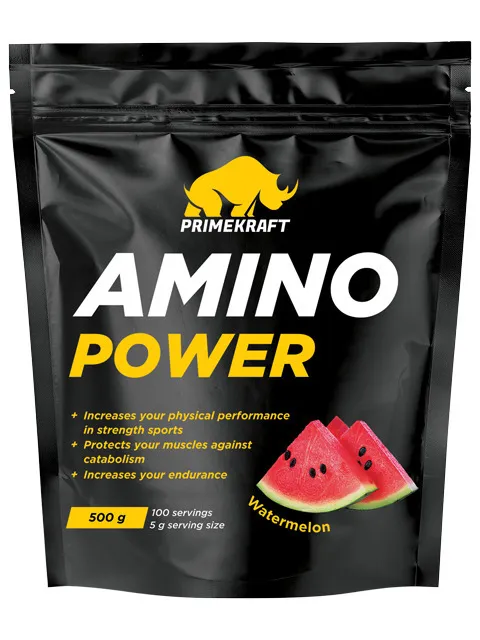 PRIMEKRAFT
AMINO
POWER
+ Increases your physical performance
in strength sports
+ Protects your muscles against
catabolism
+ Increases your endurance
500 g
100 servings
5 g serving size
Watermelon